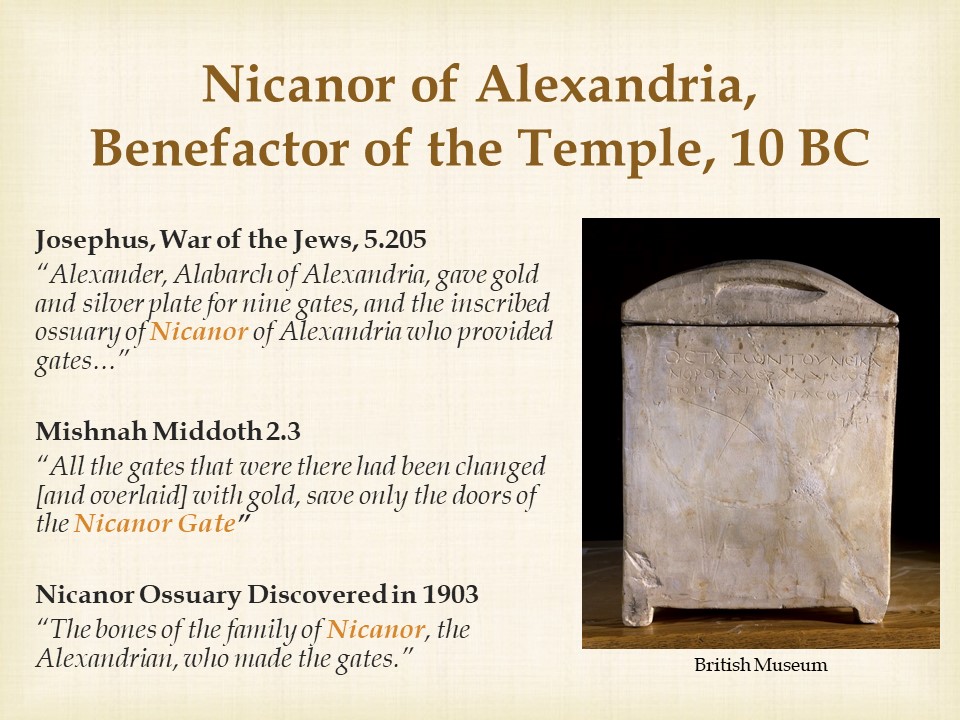 Nicanor of Alexandria,
Benefactor of the Temple, 10 BC
Josephus, War of the Jews, 5.205
“Alexander, Alabarch of Alexandria, gave gold
and silver plate for nine gates, and the inscribed
ossuary of Nicanor of Alexandria who provided
gates…”
Mishnah Middoth 2.3
“All the gates that were there had been changed
[and overlaid] with gold, save only the doors of
the Nicanor Gate”
Nicanor Ossuary Discovered in 1903
“The bones of the family of Nicanor, the
Alexandrian, who made the gates.”
ΟΣΤΑΤΩΝΤΟΥΝΕΙΚΑ
British Museum